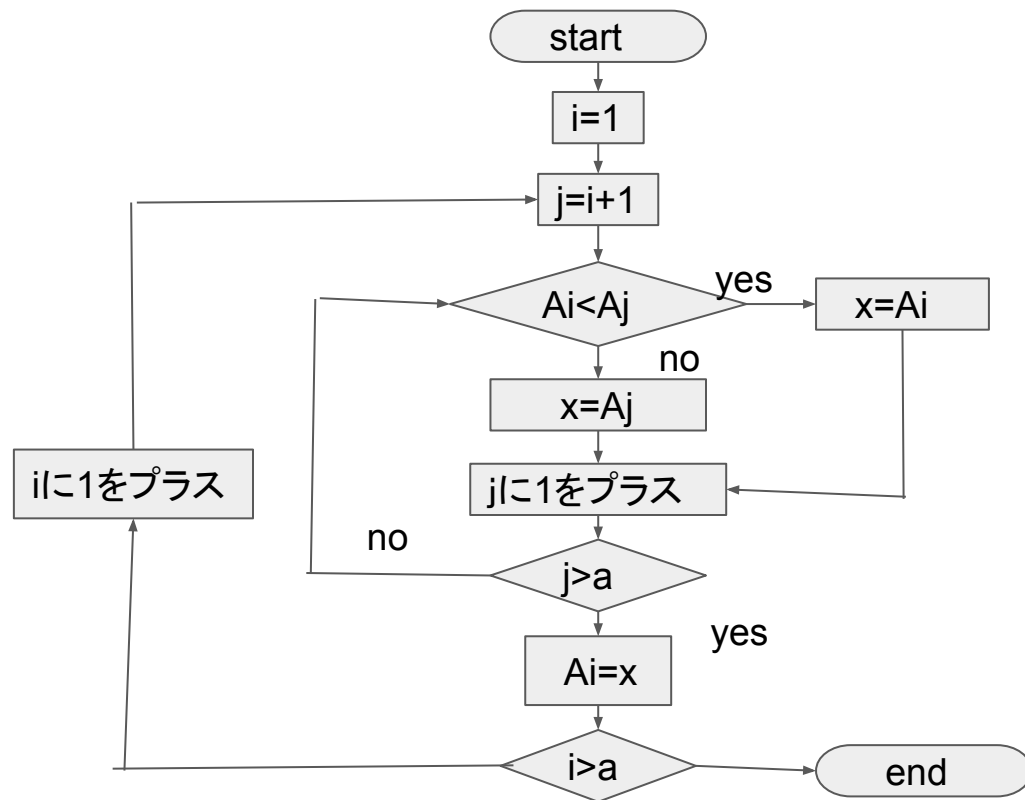 start
i=1
j=i+1
Ai<Aj
yes
x=Ai
no
x=Aj
iに1をプラス
jに1をプラス
no
j>a
yes
Ai=x
i>a
end